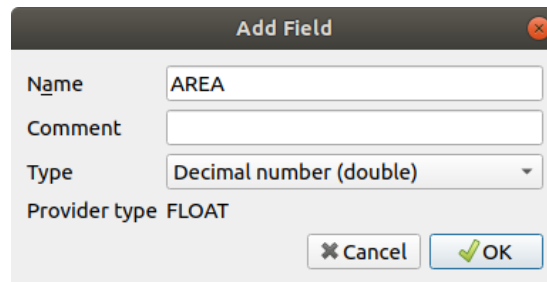 Add Field
Name AREA
Comment
Type Decimal number (double)
Provider type FLOAT
Cancel OK